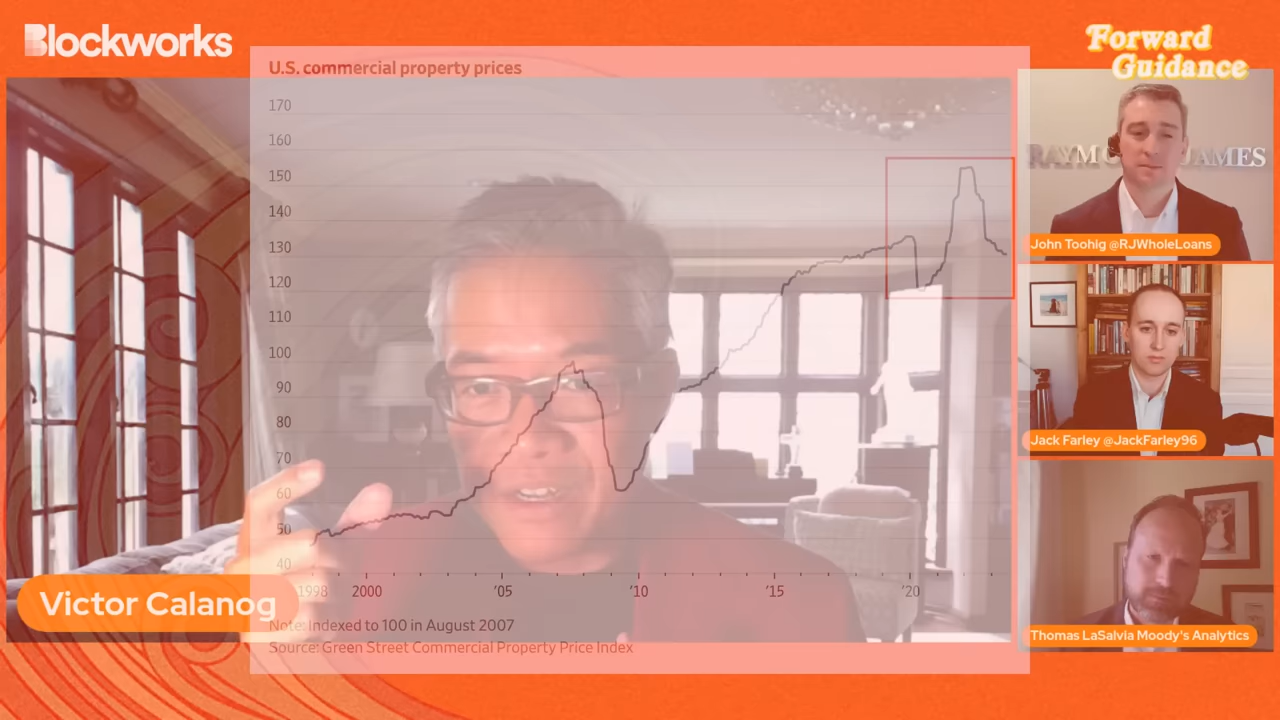 Blockworks
Forward
Guidance
U.S. commercial property prices
170
160
150
140
130
120
110
100
90
80
70
60
50
40
1998
2000
'05
'10
'15
'20
Note: Indexed to 100 in August 2007
Source: Green Street Commercial Property Price Index
Victor Calanog
RAYM AMES
John Toohig @RJWholeLoans
Jack Farley @JackFarley96
Thomas LaSalvia Moody's Analytics